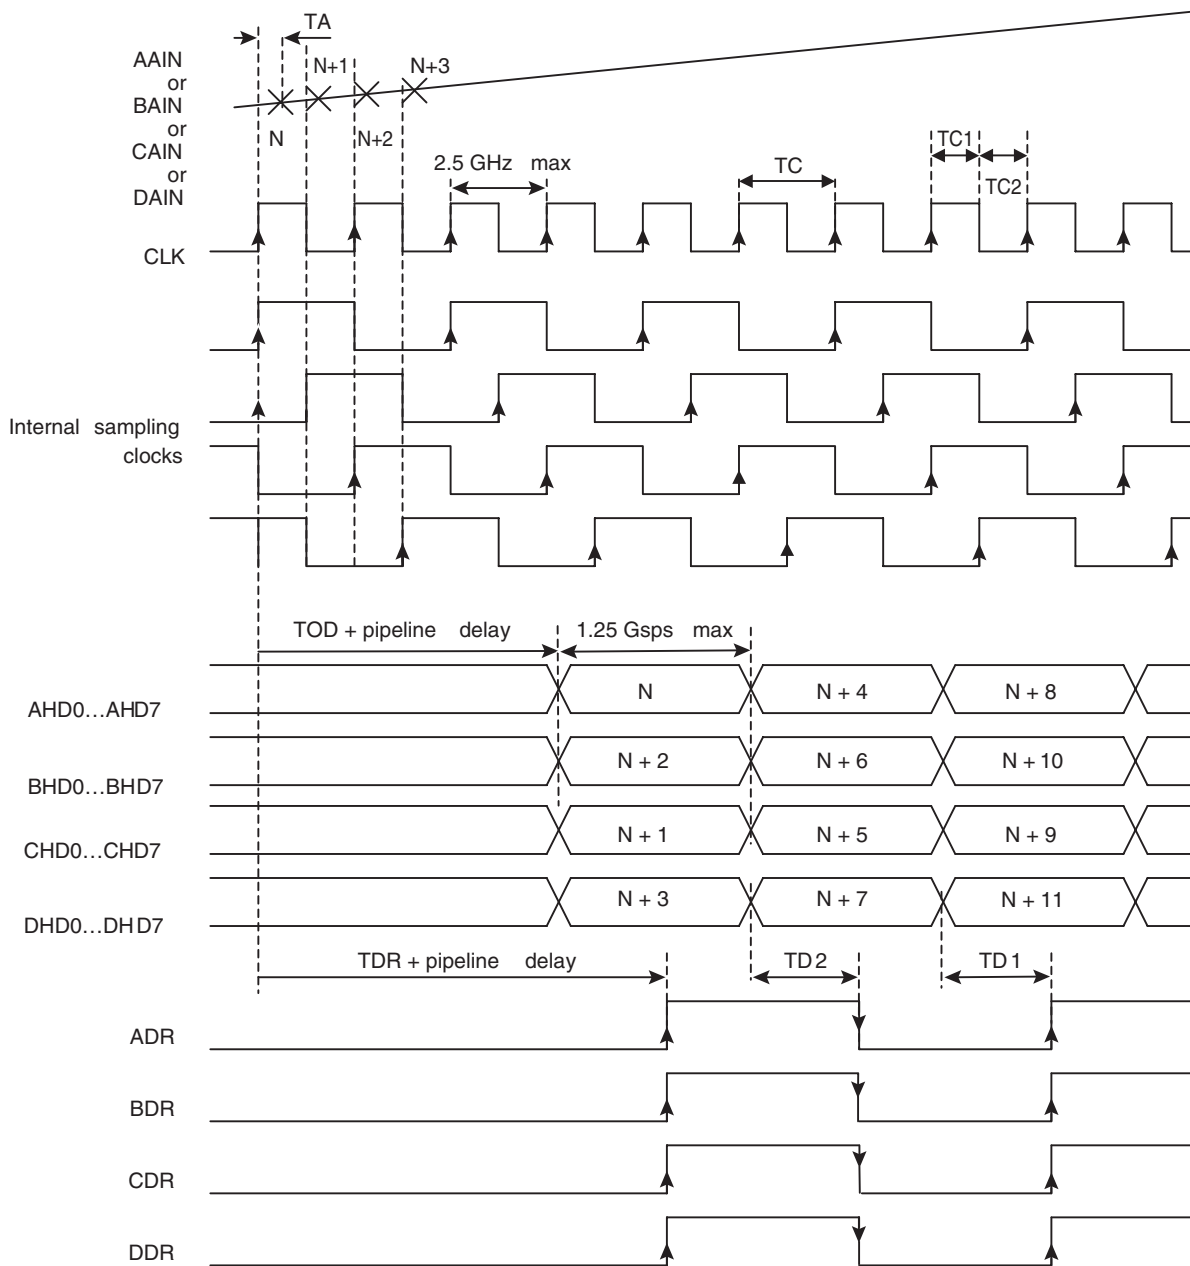 TA
AAIN
or
BAIN
or
CAIN
or
DAIN
N+1
N+3
N
N+2
2.5 GHz max
TC
TC1
TC2
CLK
Internal sampling
clocks
TOD + pipeline delay
1.25 Gsps max
AHD0...AHD7
N
N + 4
N + 8
BHD0...BHD7
N + 2
N + 6
N + 10
CHD0...CHD7
N + 1
N + 5
N + 9
DHD0...DHD7
N + 3
N + 7
N + 11
TDR + pipeline delay
TD2
TD1
ADR
BDR
CDR
DDR